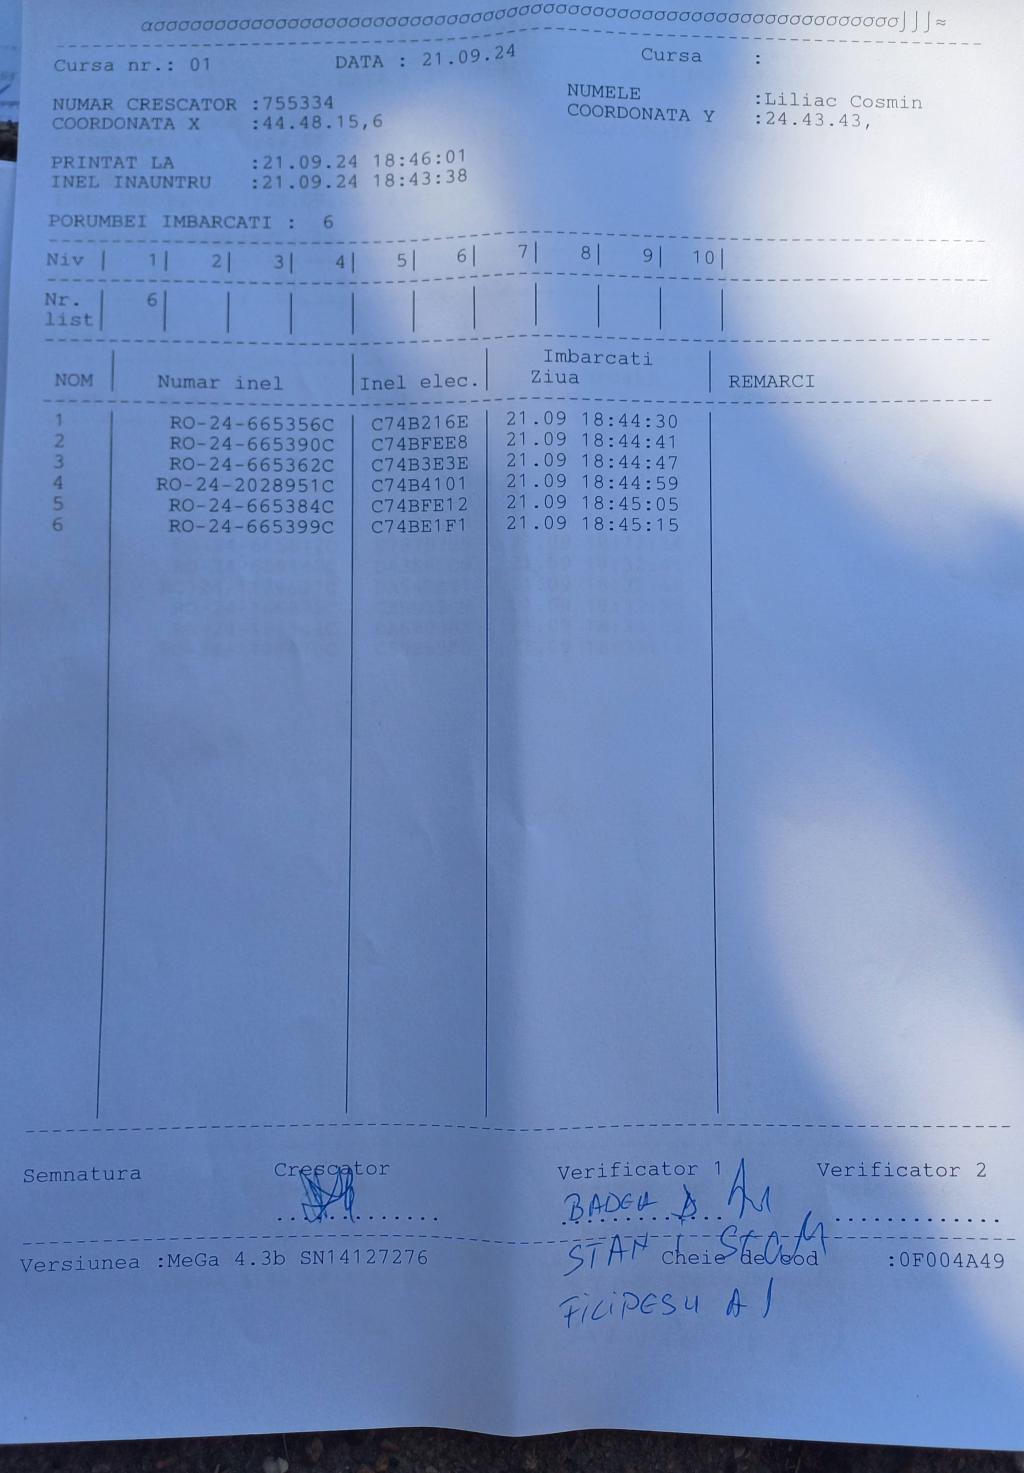 Cursa nr.: 01 DATA : 21.09.24 Cursa :
NUMAR CRESCATOR :755334 NUMELE :Liliac Cosmin
COORDONATA X :44.48.15,6 COORDONATA Y :24.43.43,
PRINTAT LA :21.09.24 18:46:01
INEL INAUNTRU :21.09.24 18:43:38
PORUMBEI IMBARCATI : 6
Niv | 1| 2| 3| 4| 5| 6| 7| 8| 9| 10|
Nr. list | 6| | | | | | | | | |
NOM | Numar inel | Inel elec. | Imbarcati Ziua | REMARCI
1 RO-24-665356C C74B216E 21.09 18:44:30
2 RO-24-665390C C74BFEE8 21.09 18:44:41
3 RO-24-665362C C74B3E3E 21.09 18:44:47
4 RO-24-2028951C C74B4101 21.09 18:44:59
5 RO-24-665384C C74BFE12 21.09 18:45:05
6 RO-24-665399C C74BE1F1 21.09 18:45:15
Semnatura Crescator Verificator 1 Verificator 2
BADEA
Versiunea :MeGa 4.3b SN14127276 Cheie de cod :0F004A49
STAN
FILIPESU A